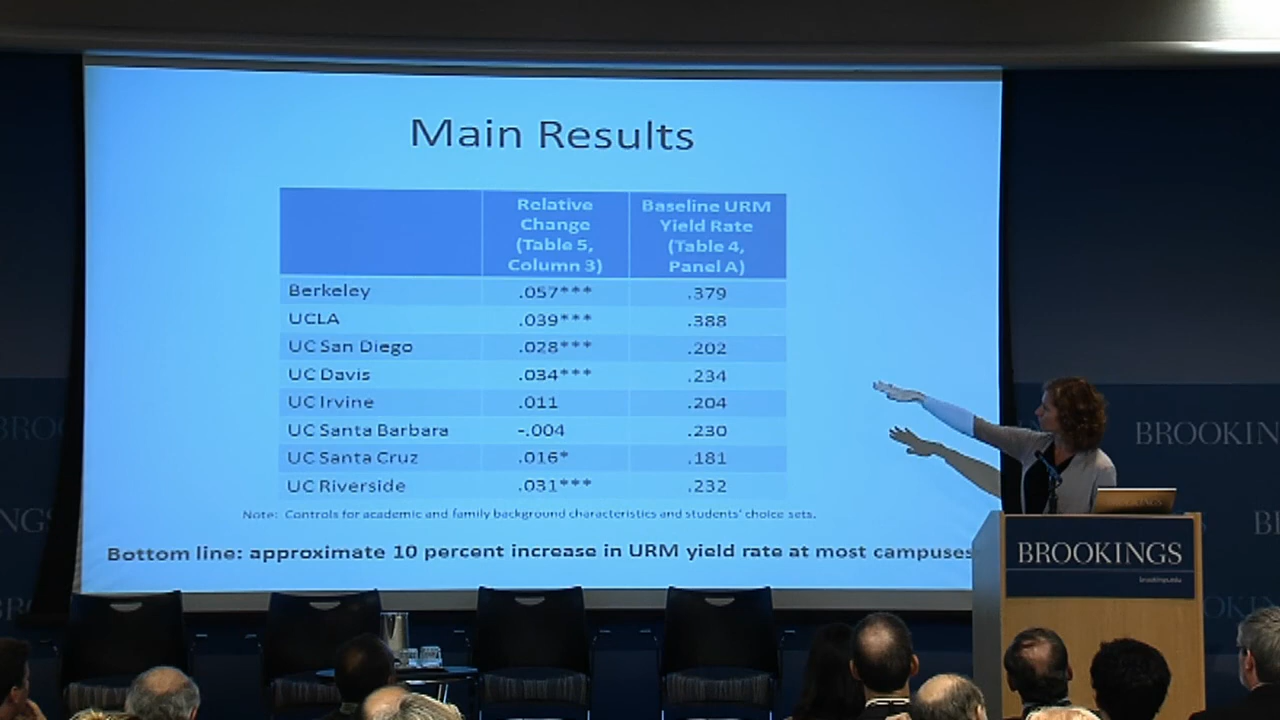 Main Results
Relative Change (Table 5, Column 3) Baseline URM Yield Rate (Table 4, Panel A)
Berkeley .057*** .379
UCLA .039*** .388
UC San Diego .028*** .202
UC Davis .034*** .234
UC Irvine .011 .204
UC Santa Barbara -.004 .230
UC Santa Cruz .016* .181
UC Riverside .031*** .232
Note: Controls for academic and family background characteristics and students' choice sets.
Bottom line: approximate 10 percent increase in URM yield rate at most campuses
BROOKIN
BROOKINGS
brookings.edu